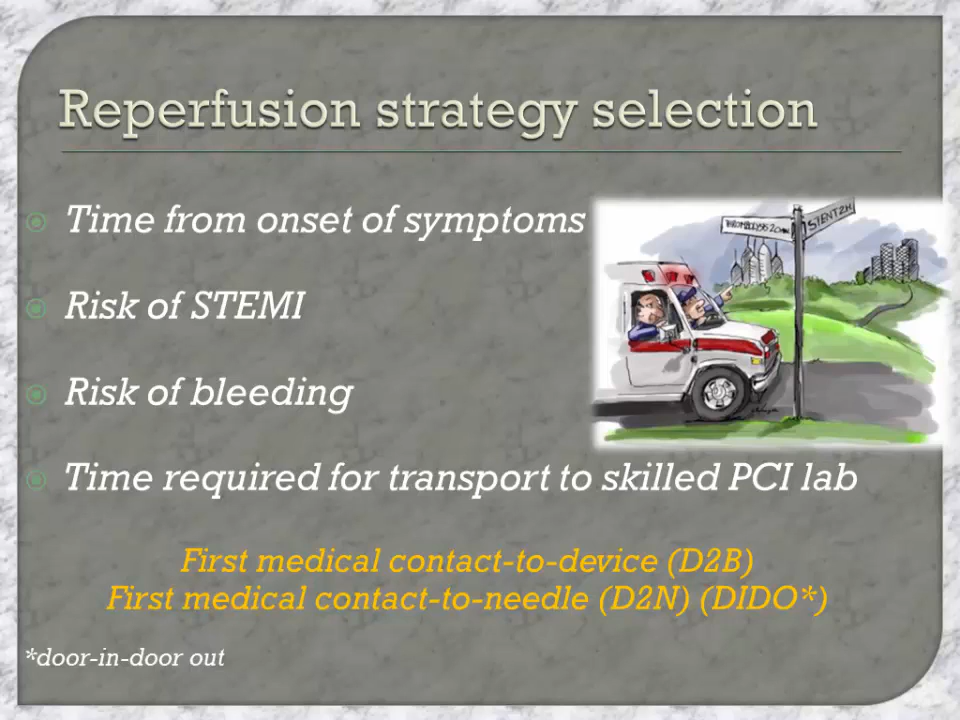 Reperfusion strategy selection
Time from onset of symptoms
STENT 2H
Risk of STEMI
Risk of bleeding
Time required for transport to skilled PCI lab
First medical contact-to-device (D2B)
First medical contact-to-needle (D2N) (DIDO*)
*door-in-door out